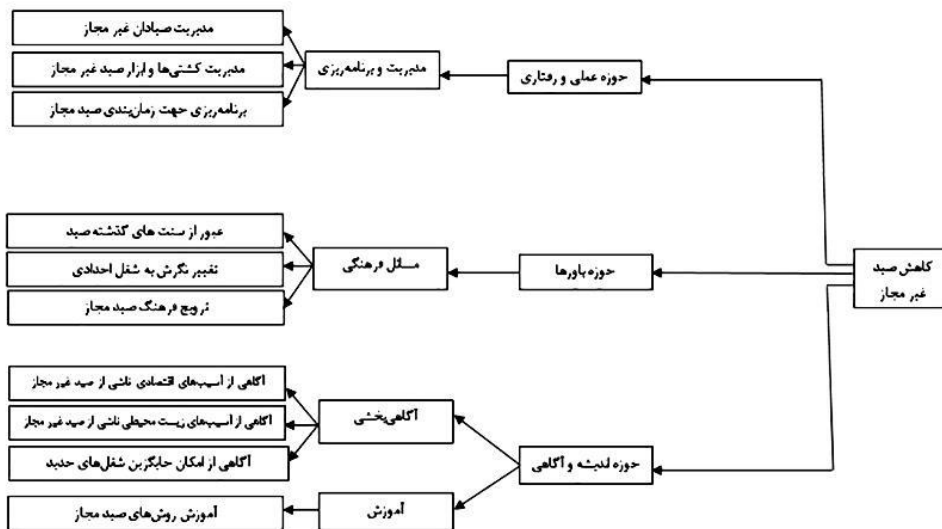 مدیریت صیادان غیر مجاز
مدیریت کشتی‌ها و ابزار صید غیر مجاز
برنامه‌ریزی جهت زمان‌بندی صید مجاز
مدیریت و برنامه‌ریزی
حوزه عملی و رفتاری
عبور از سنت های گذشته صید
تغییر نگرش به شغل اجدادی
ترویج فرهنگ صید مجاز
مسائل فرهنگی
حوزه باورها
کاهش صید
غیر مجاز
آگاهی از آسیب‌های اقتصادی ناشی از صید غیر مجاز
آگاهی از آسیب‌های زیست محیطی ناشی از صید غیر مجاز
آگاهی از امکان جایگزین شغل‌های جدید
آگاهی‌بخشی
حوزه اندیشه و آگاهی
آموزش روش‌های صید مجاز
آموزش